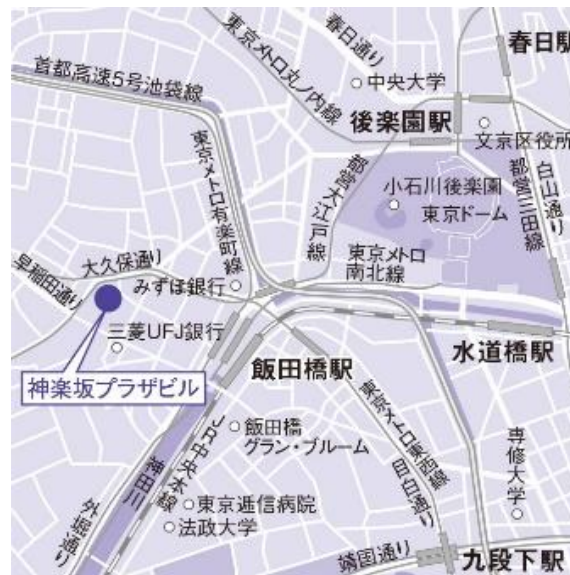 春日通り
春日駅
首都高速5号池袋線
東京メトロ丸ノ内線
中央大学
後楽園駅
文京区役所
東京メトロ有楽町線
都営大江戸線
小石川後楽園
東京ドーム
都営三田線
白山通り
大久保通り
早稲田通り
みずほ銀行
東京メトロ
南北線
三菱UFJ銀行
水道橋駅
飯田橋駅
神楽坂プラザビル
飯田橋
グラン・ブルーム
東京メトロ東西線
目白通り
専修大学
JR中央本線
神田川
外堀通り
東京逓信病院
法政大学
靖国通り
九段下駅